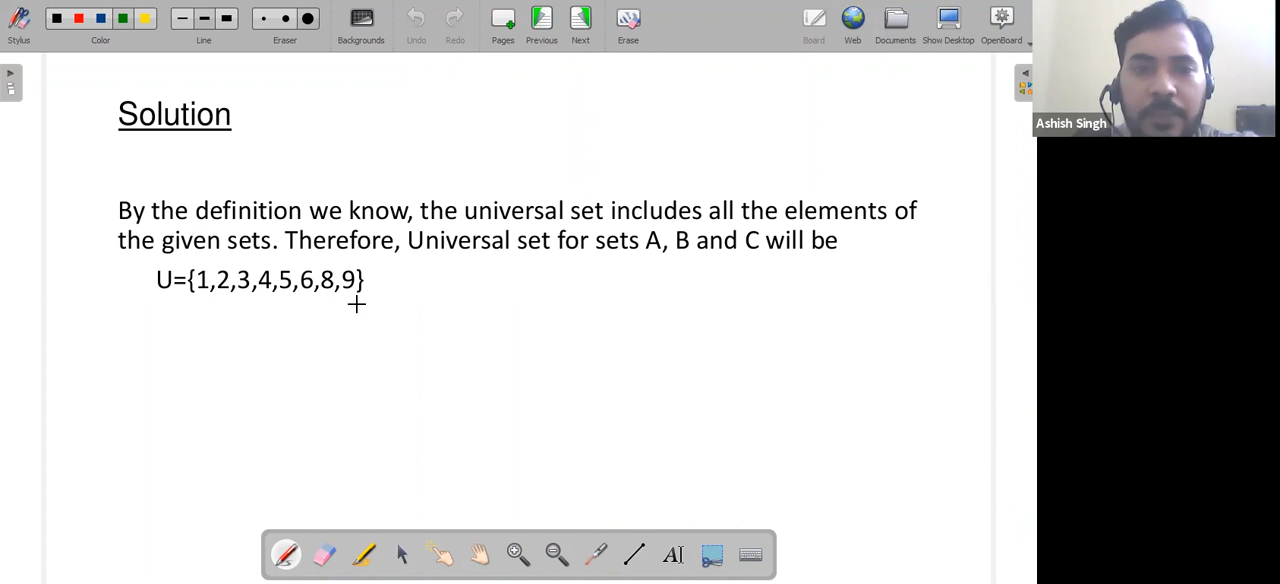 Stylus
Color
Line
Eraser
Backgrounds
Undo
Redo
Pages
Previous
Next
Erase
Board
Web
Documents
Show Desktop
OpenBoard
Ashish Singh
Solution
By the definition we know, the universal set includes all the elements of
the given sets. Therefore, Universal set for sets A, B and C will be
U={1,2,3,4,5,6,8,9}